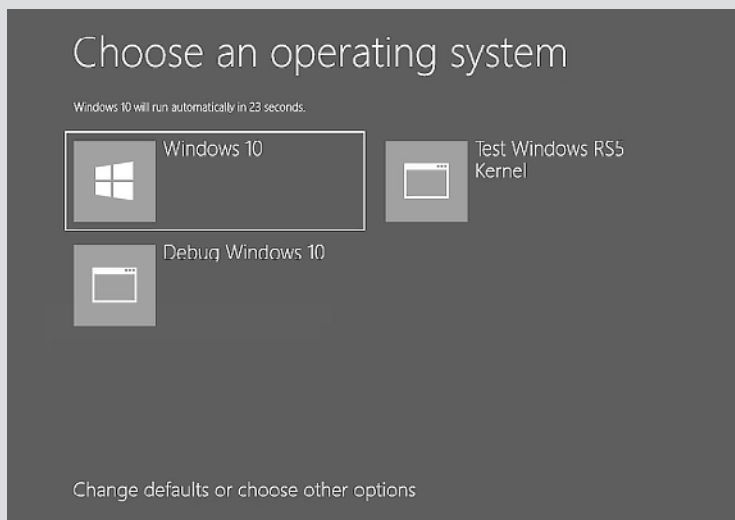 Choose an operating system
Windows 10 will run automatically in 23 seconds.
Windows 10
Test Windows RS5
Kernel
Debug Windows 10
Change defaults or choose other options